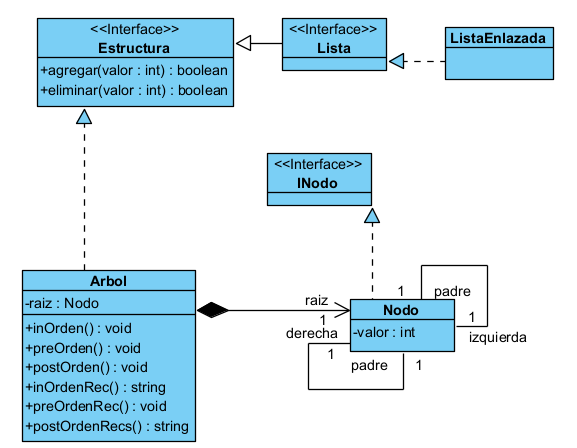 <<Interface>>
Estructura
+agregar(valor : int) : boolean
+eliminar(valor : int) : boolean
<<Interface>>
Lista
ListaEnlazada
<<Interface>>
INodo
Arbol
-raiz : Nodo
+inOrden() : void
+preOrden() : void
+postOrden() : void
+inOrdenRec() : string
+preOrdenRec() : void
+postOrdenRecs() : string
raiz
1
Nodo
-valor : int
1
padre
1
izquierda
derecha
1
padre
1